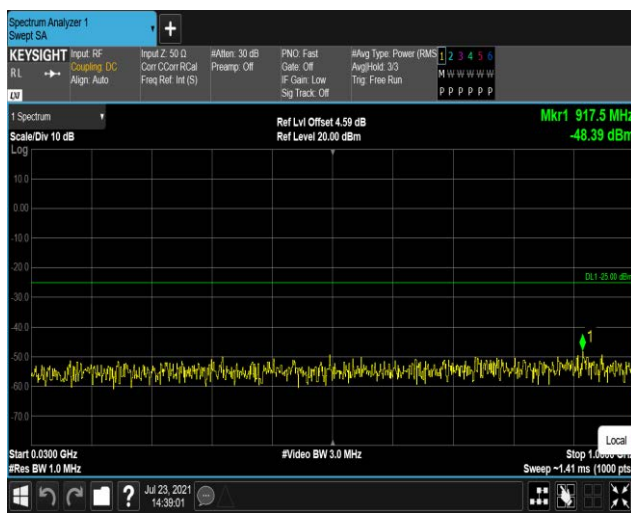 Spectrum Analyzer 1
Swept SA
KEYSIGHT Input: RF Input Z: 50 Ω #Atten: 30 dB PNO: Fast #Avg Type: Power (RMS 1 2 3 4 5 6
RL Coupling: DC Corr CCorr RCal Preamp: Off Gate: Off Avg|Hold: 3/3 M W W W W W
Align: Auto Freq Ref: Int (S) IF Gain: Low Trig: Free Run
LXI Sig Track: Off P P P P P P
1 Spectrum Ref Lvl Offset 4.59 dB Mkr1 917.5 MHz
Scale/Div 10 dB Ref Level 20.00 dBm -48.39 dBm
Log
10.0
0.00
-10.0
-20.0
DL1 -25.00 dBm
-30.0
-40.0
1
-50.0
-60.0
-70.0
Local
Start 0.0300 GHz #Video BW 3.0 MHz Stop
#Res BW 1.0 MHz Sweep ~1.41 ms (1000 pts
? Jul 23, 2021
14:39:01